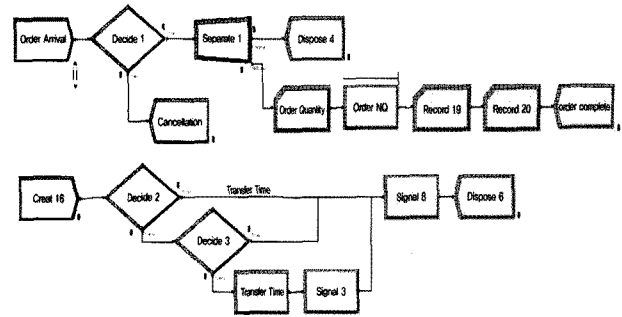 Order Arrival
Decide 1
Separate 1
Dispose 4
Cancellation
Order Quantity
Order NQ
Record 19
Record 20
order complete
Creat 16
Decide 2
Transfer Time
Signal 8
Dispose 6
Decide 3
Transfer Time
Signal 3